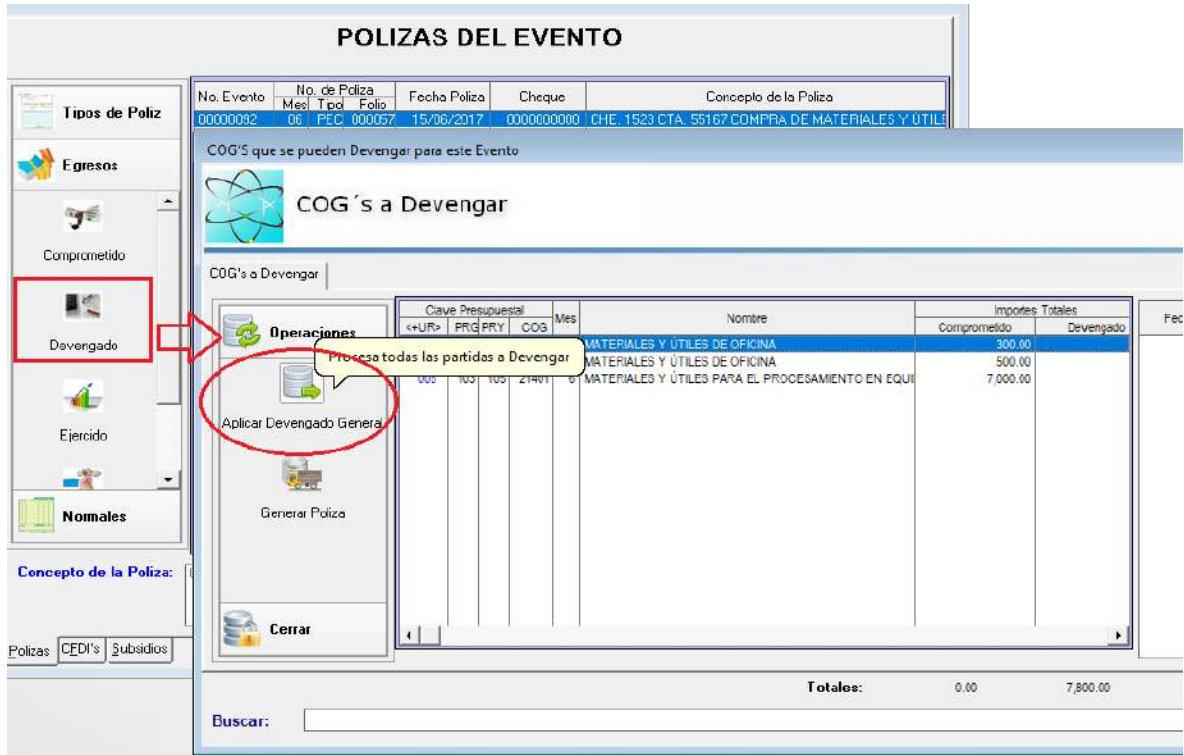 POLIZAS DEL EVENTO
Tipos de Poliz
Egresos
Comprometido
Devengado
Ejercido
Normales
No. Evento No. de Poliza Fecha Poliza Cheque Concepto de la Poliza
Mes Tipo Folio
00000092 06 PEC 000057 15/06/2017 0000000000 CHE. 1523 CTA. 55167 COMPRA DE MATERIALES Y ÚTILE
COG'S que se pueden Devengar para este Evento
COG´s a Devengar
COG's a Devengar
Operaciones
Procesa todas las partidas a Devengar
Aplicar Devengado General
Generar Poliza
Cerrar
Clave Presupuestal Mes Nombre Importes Totales Fec
<+UR> PRG PRY COG Comprometido Devengado
MATERIALES Y ÚTILES DE OFICINA 300.00
MATERIALES Y ÚTILES DE OFICINA 500.00
005 103 105 21401 6 MATERIALES Y ÚTILES PARA EL PROCESAMIENTO EN EQUI 7,000.00
Concepto de la Poliza:
Polizas CFDI's Subsidios
Totales: 0.00 7,800.00
Buscar: